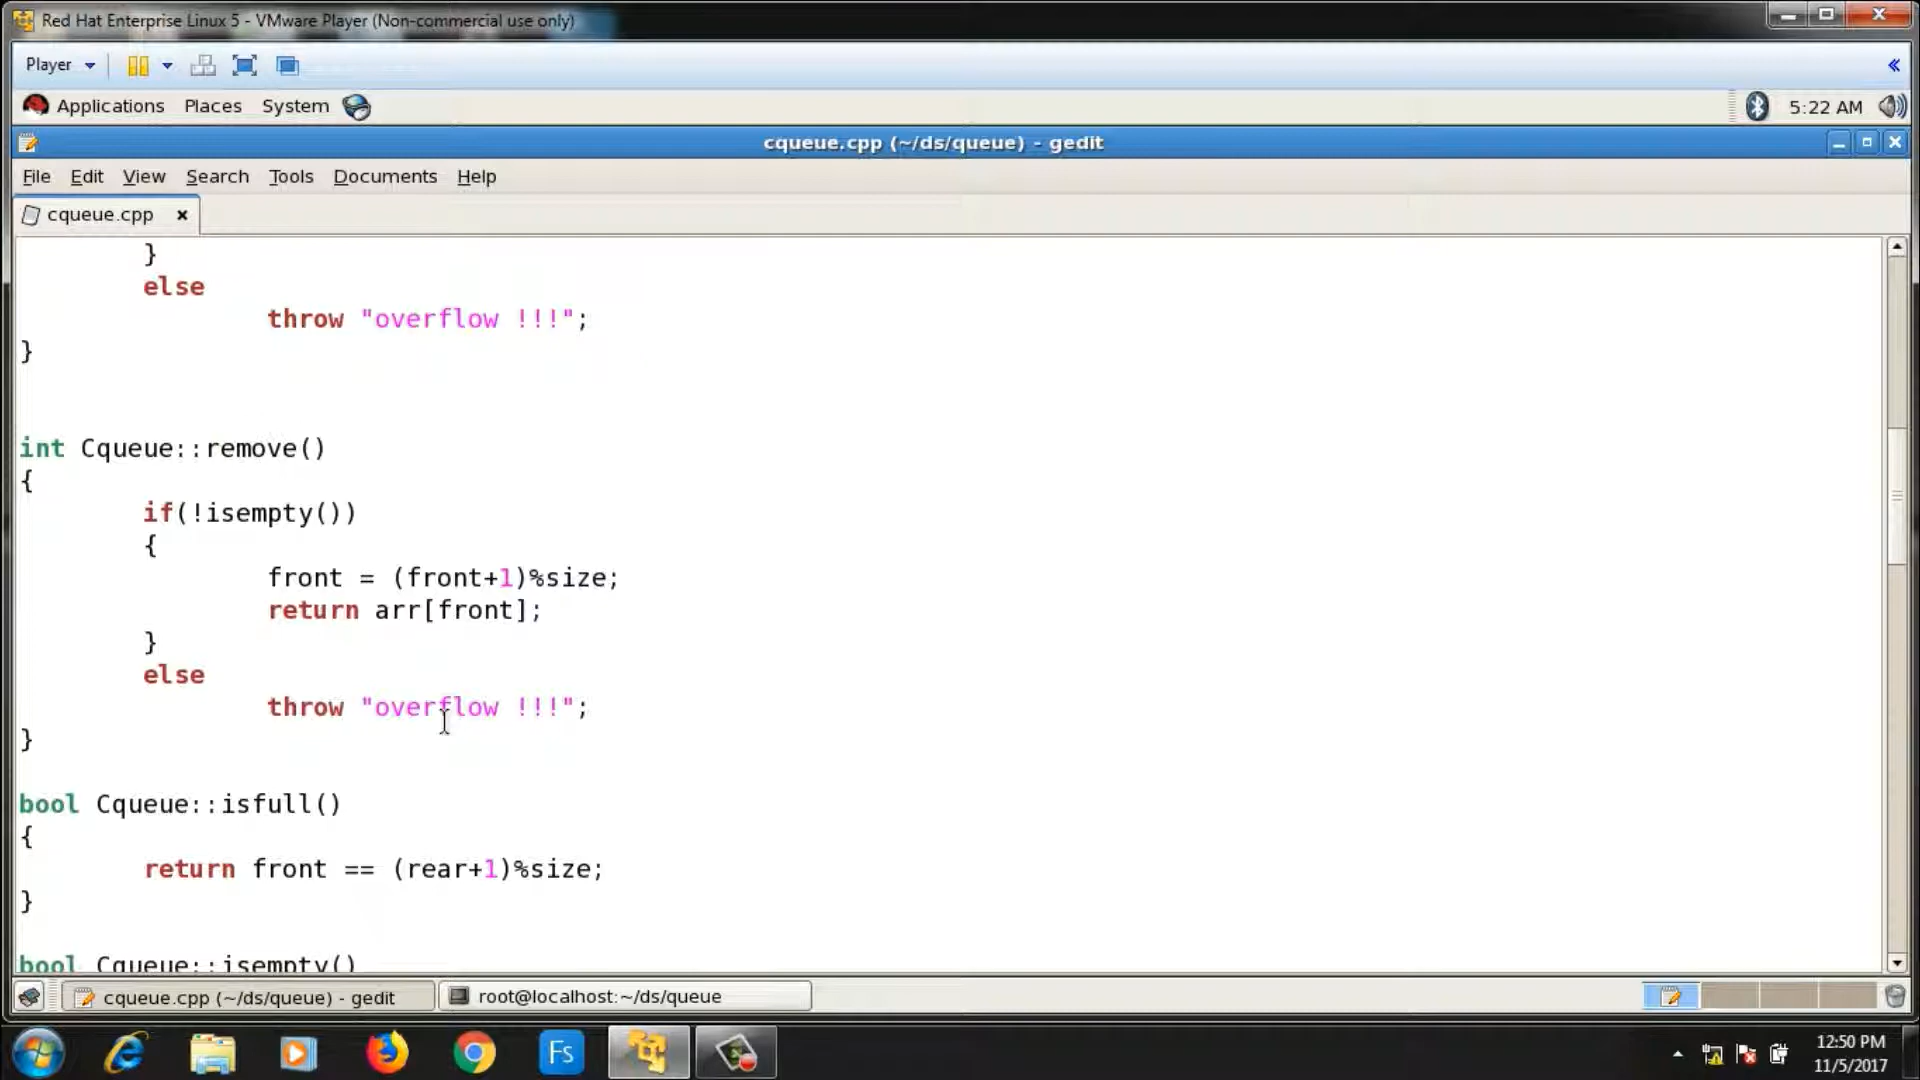 Red Hat Enterprise Linux 5 - VMware Player (Non-commercial use only)
Player
Applications Places System 5:22 AM
cqueue.cpp (~/ds/queue) - gedit
File Edit View Search Tools Documents Help
cqueue.cpp
}
else
throw "overflow !!!";
}
int Cqueue::remove()
{
if(!isempty())
{
front = (front+1)%size;
return arr[front];
}
else
throw "overflow !!!";
}
bool Cqueue::isfull()
{
return front == (rear+1)%size;
}
bool Cqueue::isempty()
cqueue.cpp (~/ds/queue) - gedit root@localhost:~/ds/queue
Fs
12:50 PM
11/5/2017